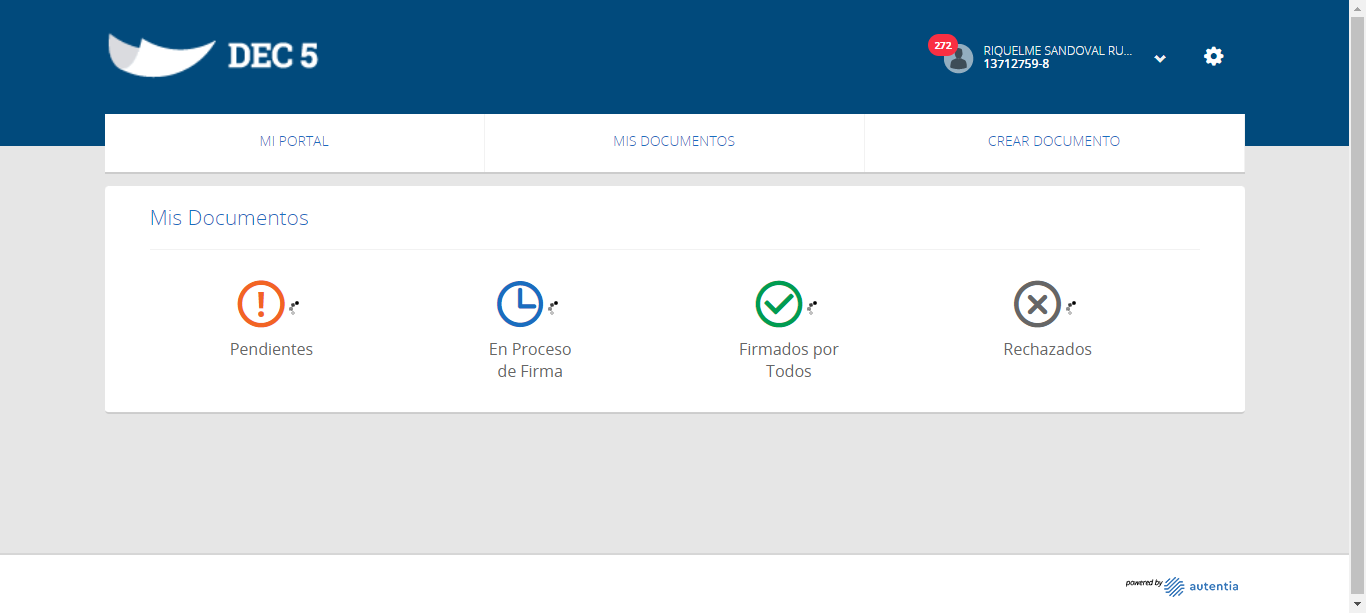 DEC 5
272
RIQUELME SANDOVAL RU...
13712759-8
MI PORTAL
MIS DOCUMENTOS
CREAR DOCUMENTO
Mis Documentos
Pendientes
En Proceso
de Firma
Firmados por
Todos
Rechazados
powered by autentia